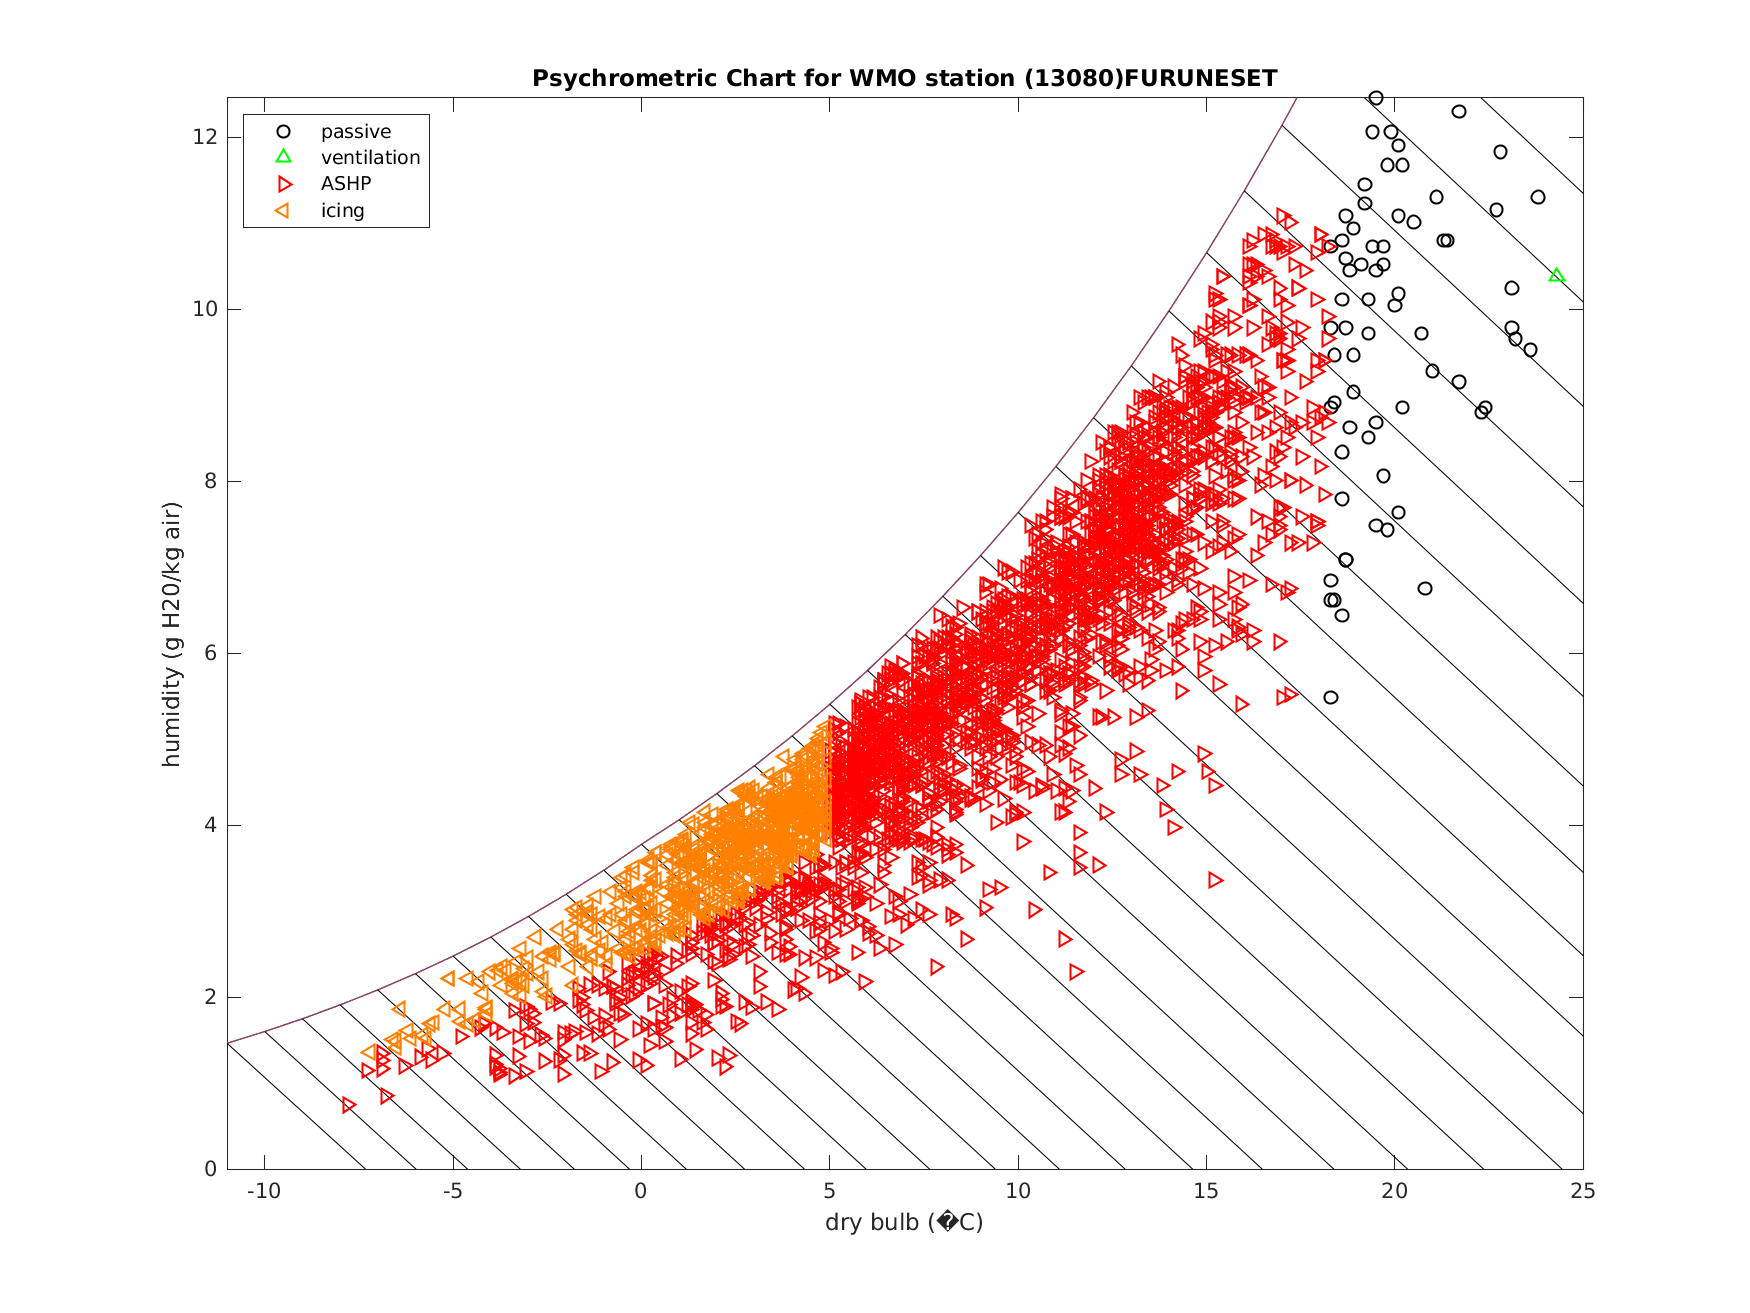 Psychrometric Chart for WMO station (13080)FURUNESET
passive
ventilation
ASHP
icing
humidity (g H20/kg air)
12
10
8
6
4
2
0
-10 -5 0 5 10 15 20 25
dry bulb (�C)